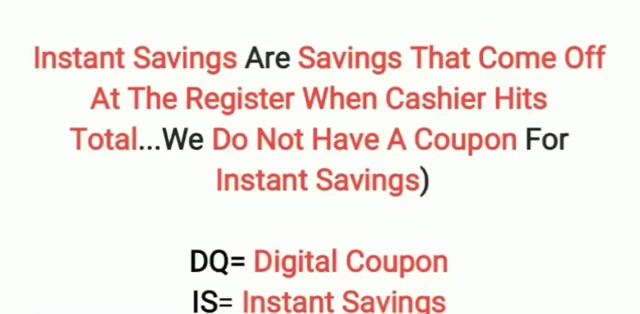 Instant Savings Are Savings That Come Off
At The Register When Cashier Hits
Total...We Do Not Have A Coupon For
Instant Savings)
DQ= Digital Coupon
IS= Instant Savings